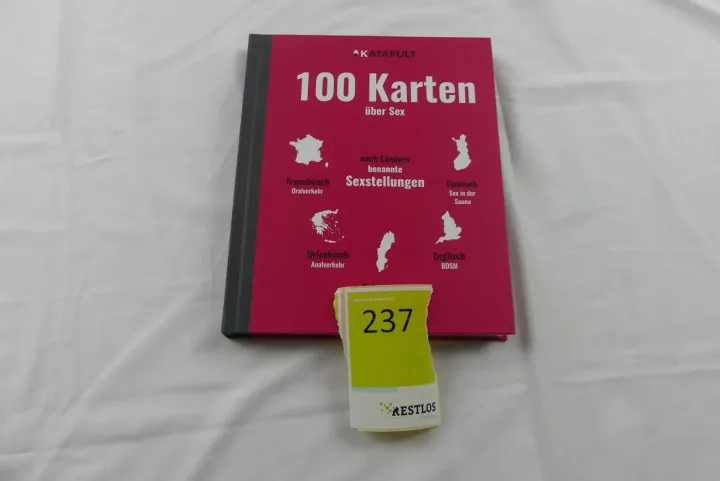 KATAPULT
100 Karten
über Sex
nach Ländern
benannte
Sexstellungen
Französisch
Oralverkehr
Finnisch
Sex in der
Sauna
Griechisch
Analverkehr
Englisch
BDSM
237
RESTLOS